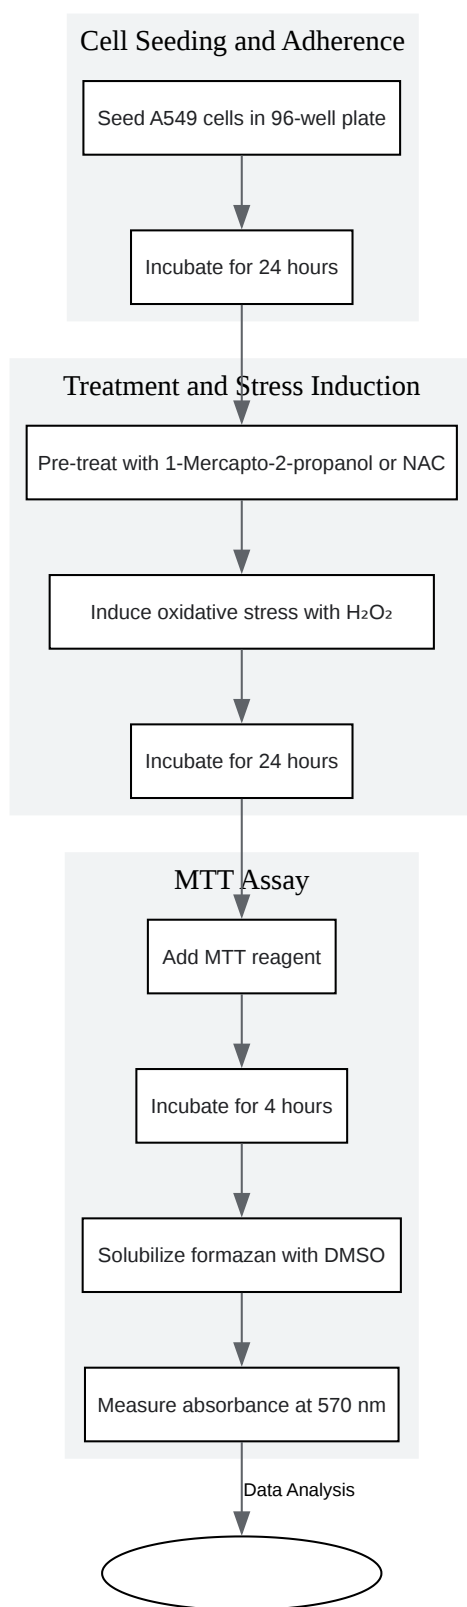 Cell Seeding and Adherence
Seed A549 cells in 96-well plate
Incubate for 24 hours
Treatment and Stress Induction
Pre-treat with 1-Mercapto-2-propanol or NAC
Induce oxidative stress with H₂O₂
Incubate for 24 hours
MTT Assay
Add MTT reagent
Incubate for 4 hours
Solubilize formazan with DMSO
Measure absorbance at 570 nm
Data Analysis